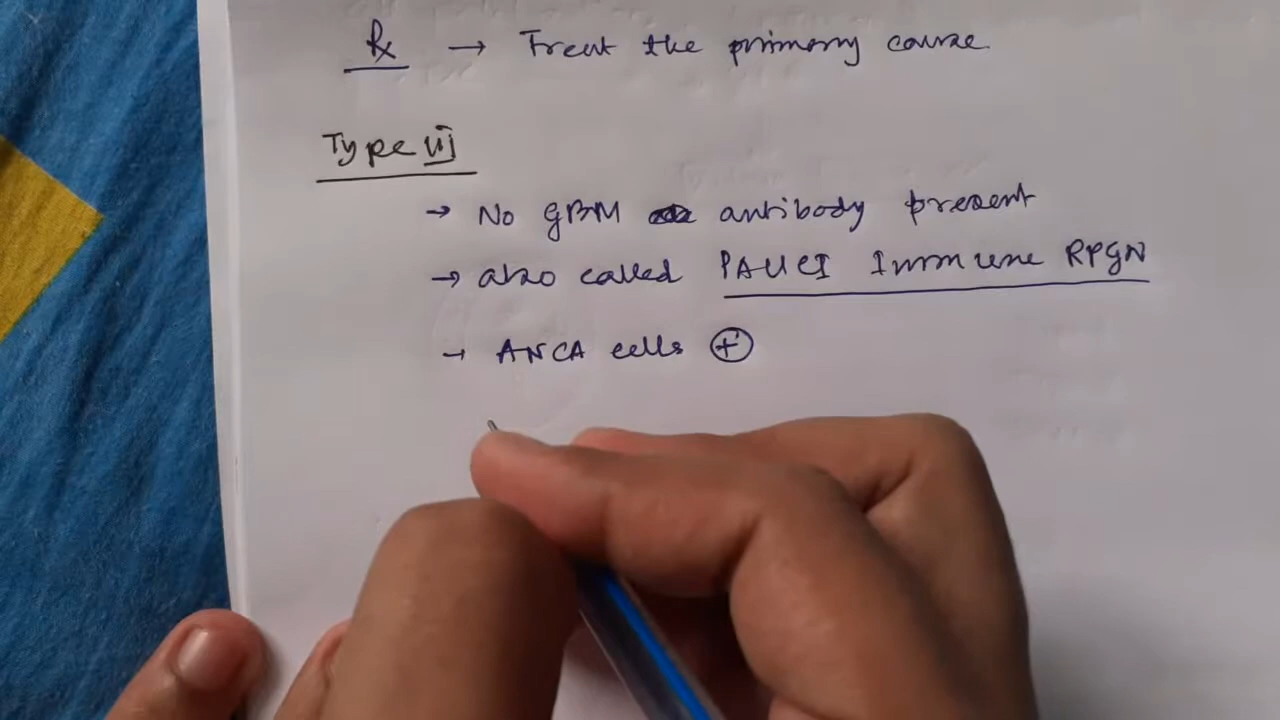 Rx → Treat the primary cause
Type iii
→ No GBM antibody present
→ also called PAUCI Immune RPGN
→ ANCA cells +